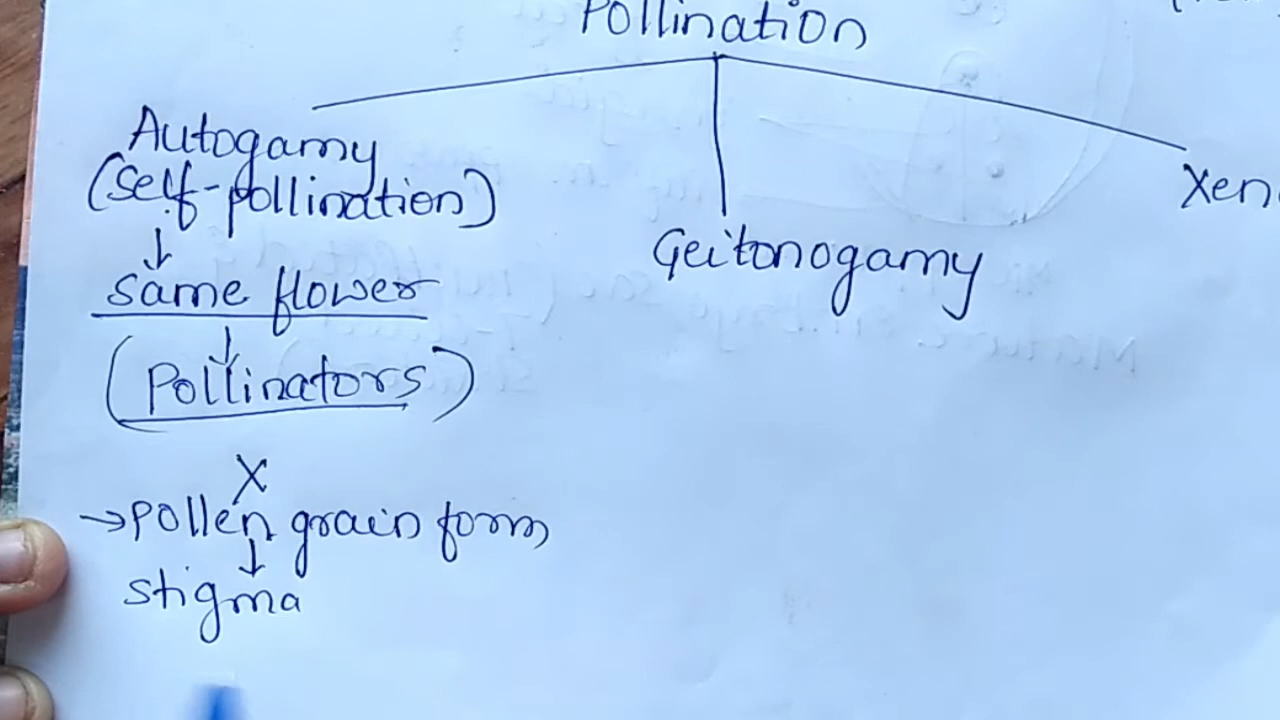 Pollination
Autogamy
(Self-pollination)
↓
same flower
↓
(Pollinators)
X
→pollen grain form
↓
stigma
Geitonogamy
Xen